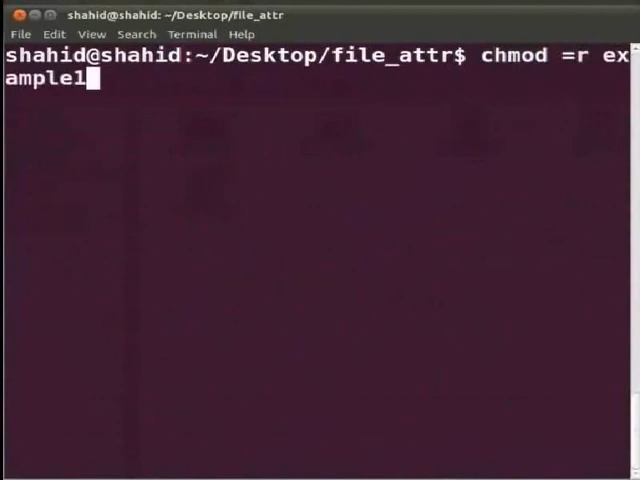 shahid@shahid: ~/Desktop/file_attr
File Edit View Search Terminal Help
shahid@shahid:~/Desktop/file_attr$ chmod =r ex
ample1